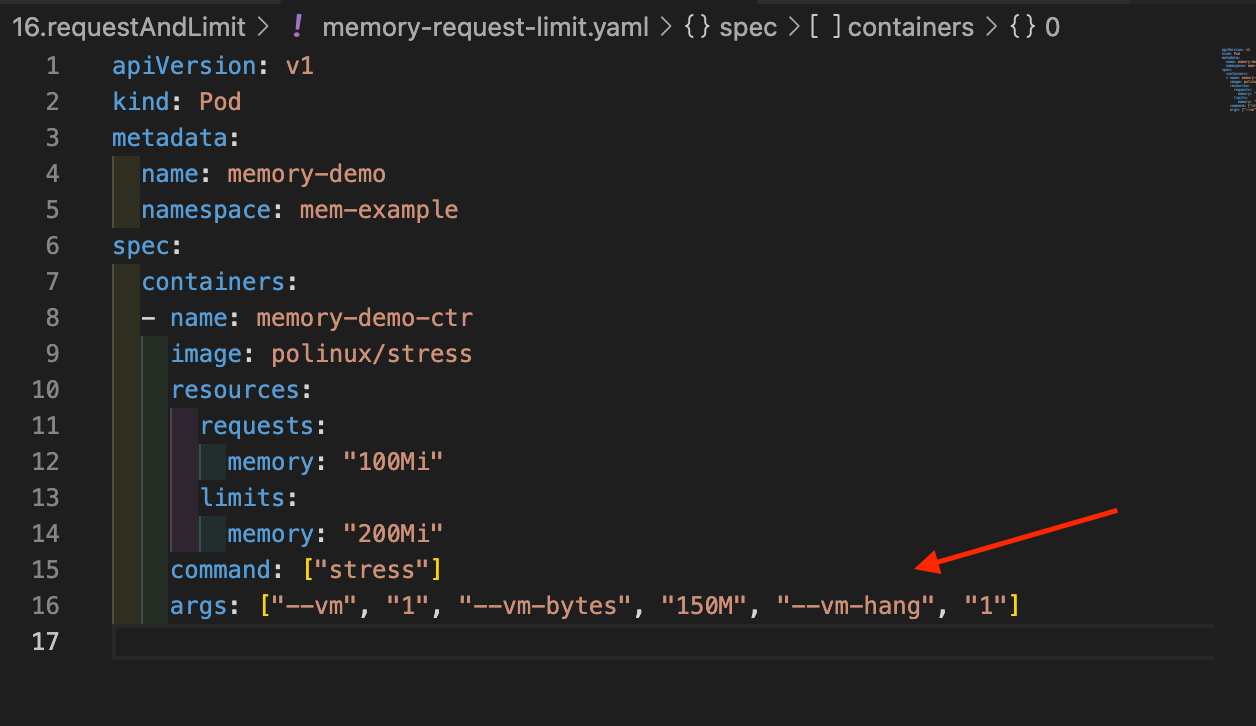 16.requestAndLimit > ! memory-request-limit.yaml > {} spec > [ ] containers > {} 0
1 apiVersion: v1
2 kind: Pod
3 metadata:
4   name: memory-demo
5   namespace: mem-example
6 spec:
7   containers:
8   - name: memory-demo-ctr
9     image: polinux/stress
10     resources:
11       requests:
12         memory: "100Mi"
13       limits:
14         memory: "200Mi"
15     command: ["stress"]
16     args: ["--vm", "1", "--vm-bytes", "150M", "--vm-hang", "1"]
17